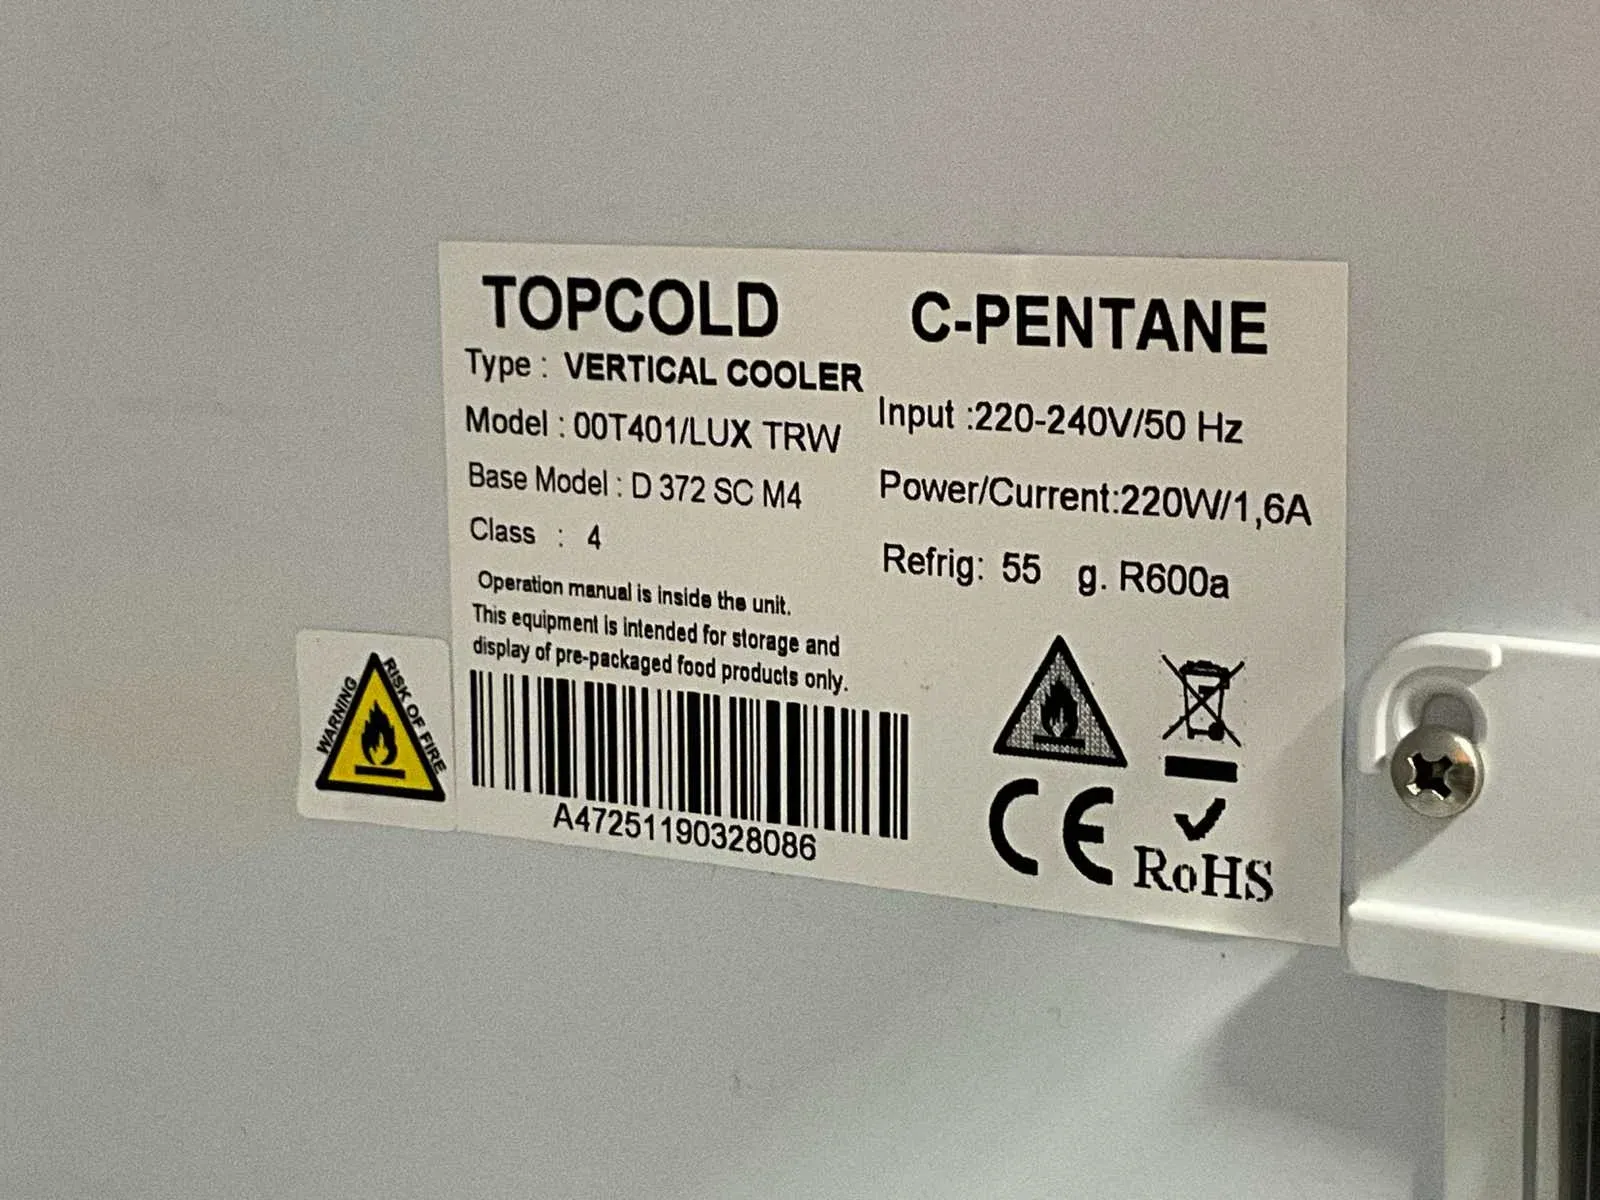 TOPCOLD
Type : VERTICAL COOLER
Model : 00T401/LUX TRW
Base Model : D 372 SC M4
Class : 4
Operation manual is inside the unit.
This equipment is intended for storage and
display of pre-packaged food products only.
A47251190328086
C-PENTANE
Input :220-240V/50 Hz
Power/Current:220W/1,6A
Refrig: 55 g. R600a
CE
RoHS
WARNING
RISK OF FIRE